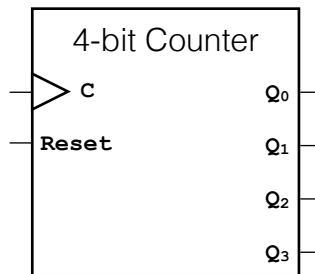 4-bit Counter
C Q₀
Reset Q₁
Q₂
Q₃